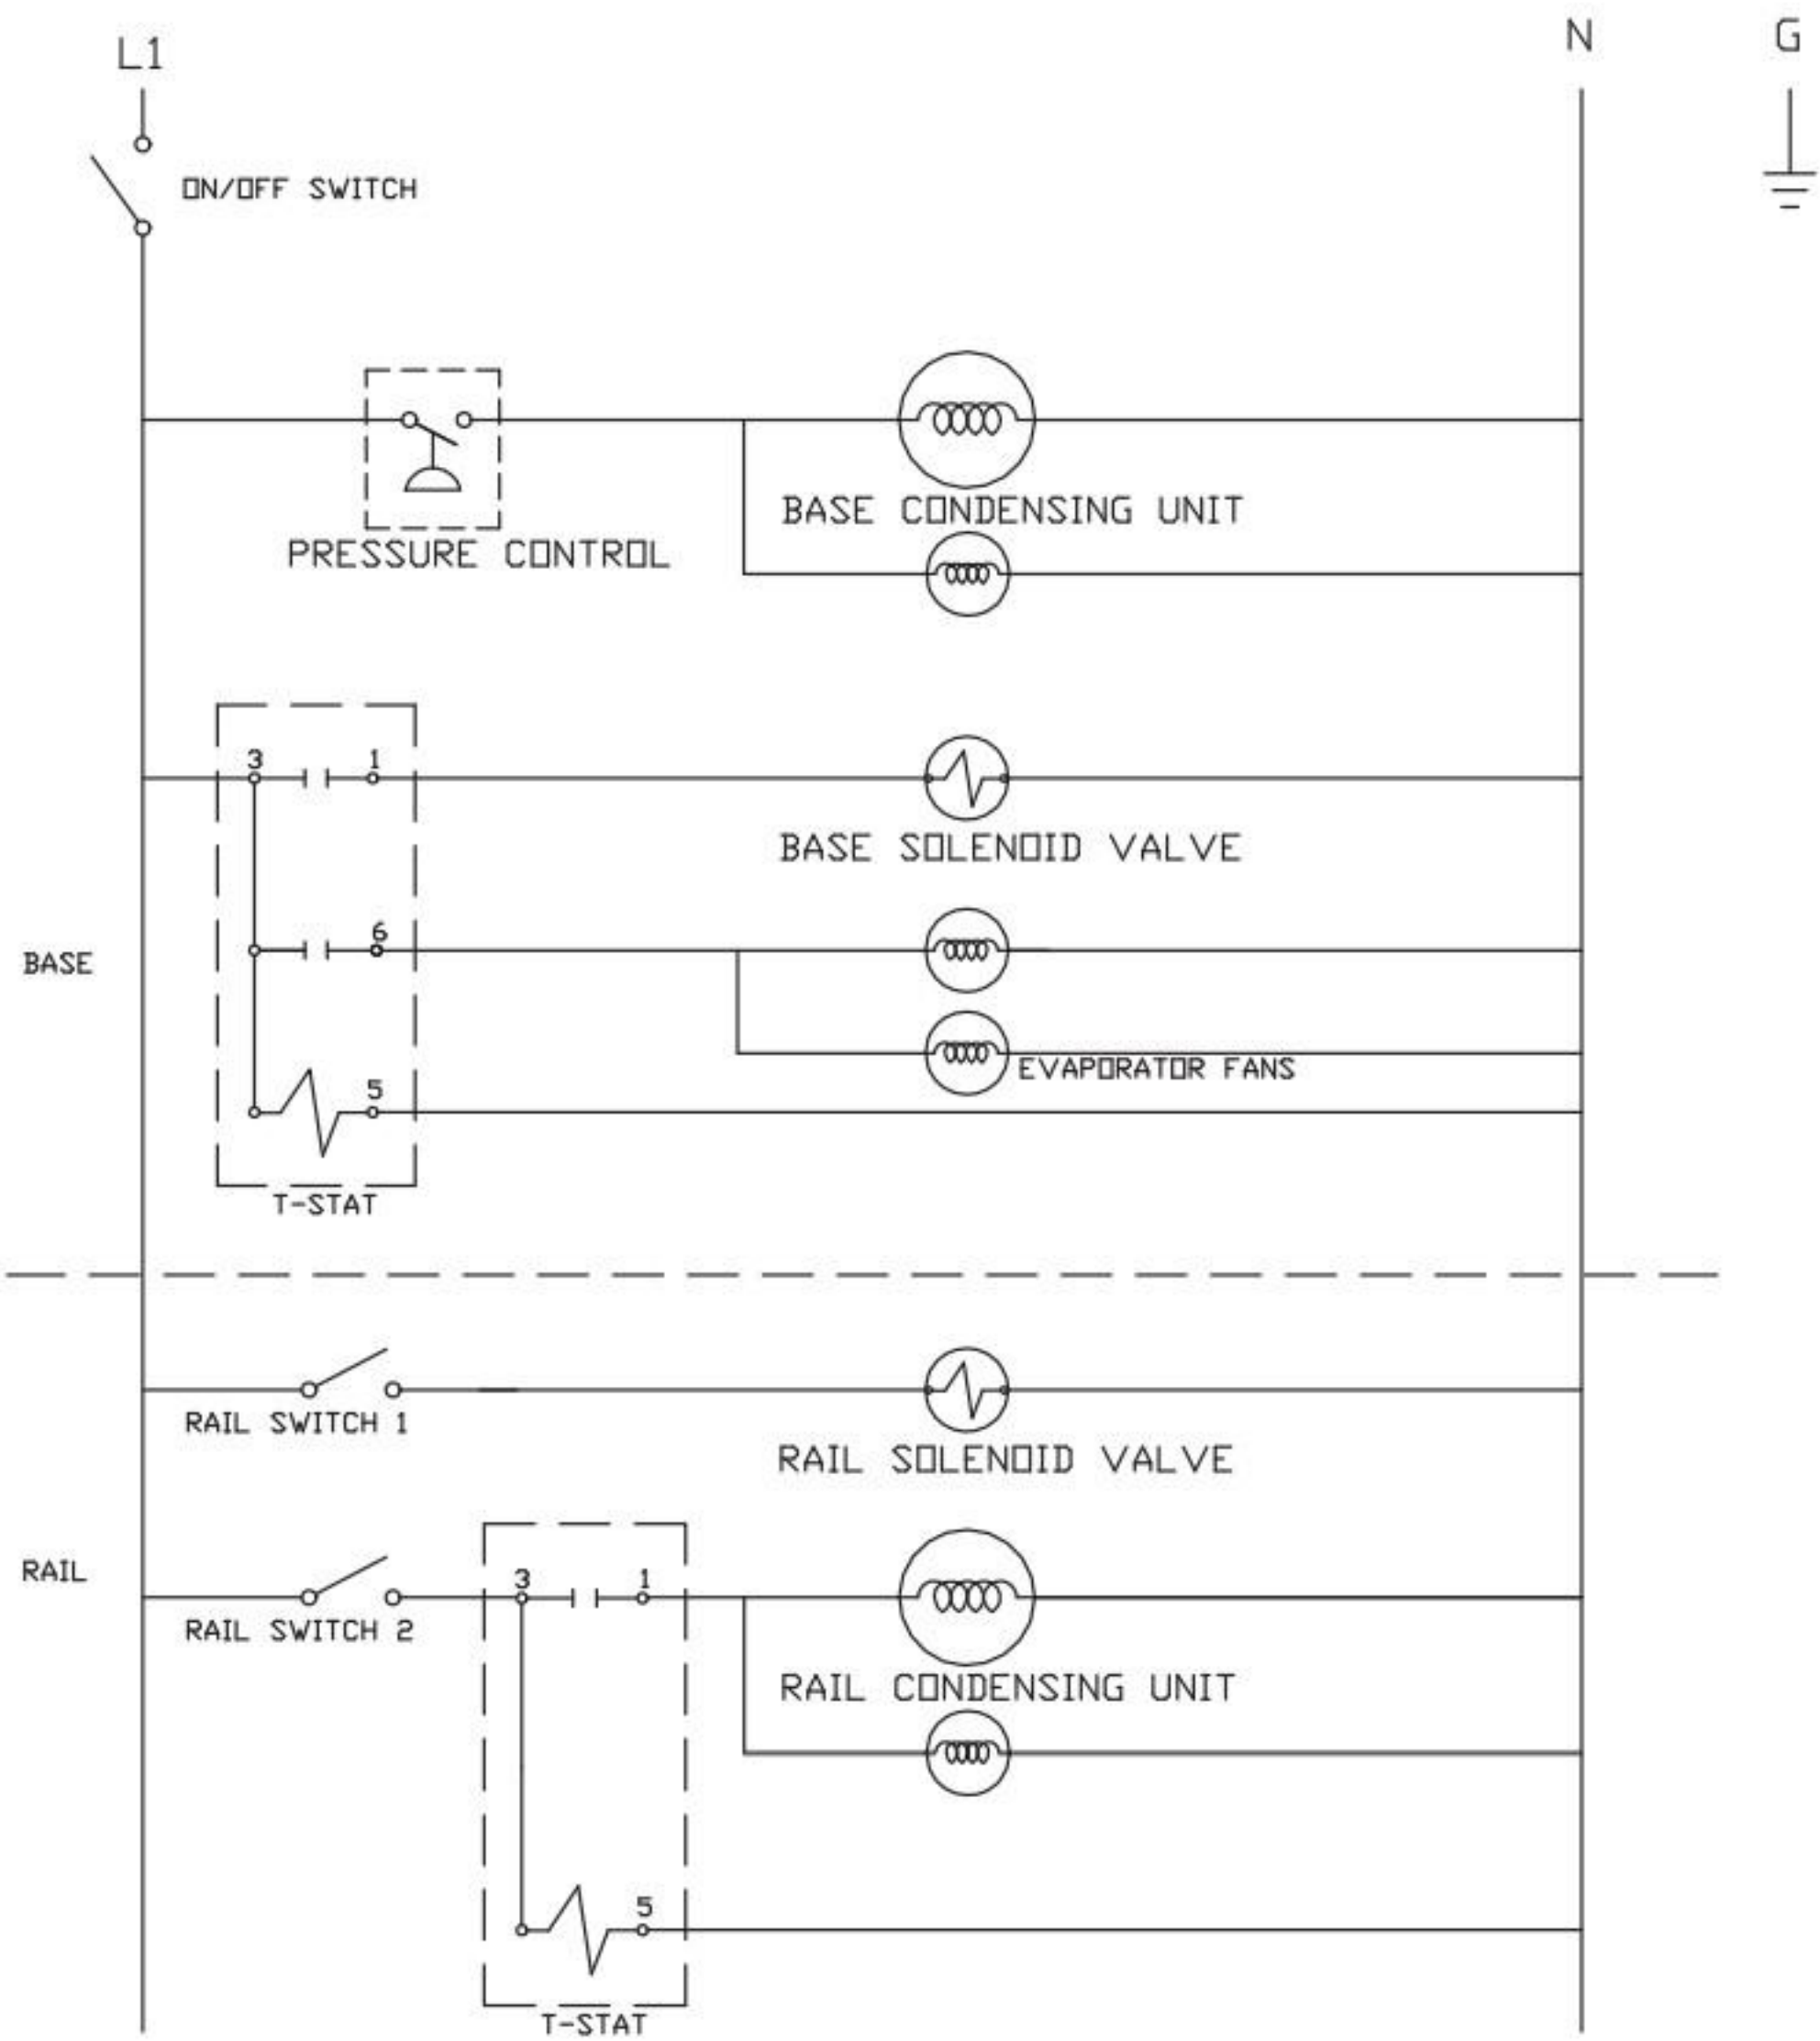 L1
N
G
ON/OFF SWITCH
BASE CONDENSING UNIT
PRESSURE CONTROL
3
1
BASE SOLENOID VALVE
6
BASE
EVAPORATOR FANS
5
T-STAT
RAIL SWITCH 1
RAIL SOLENOID VALVE
RAIL
3
1
RAIL SWITCH 2
RAIL CONDENSING UNIT
5
T-STAT